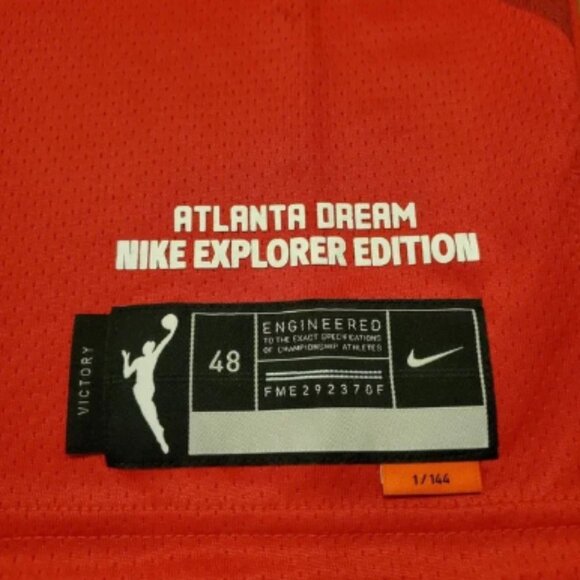 ATLANTA DREAM
NIKE EXPLORER EDITION
VICTORY
48
ENGINEERED
TO THE EXACT SPECIFICATIONS
OF CHAMPIONSHIP ATHLETES
FME292370F
1/144